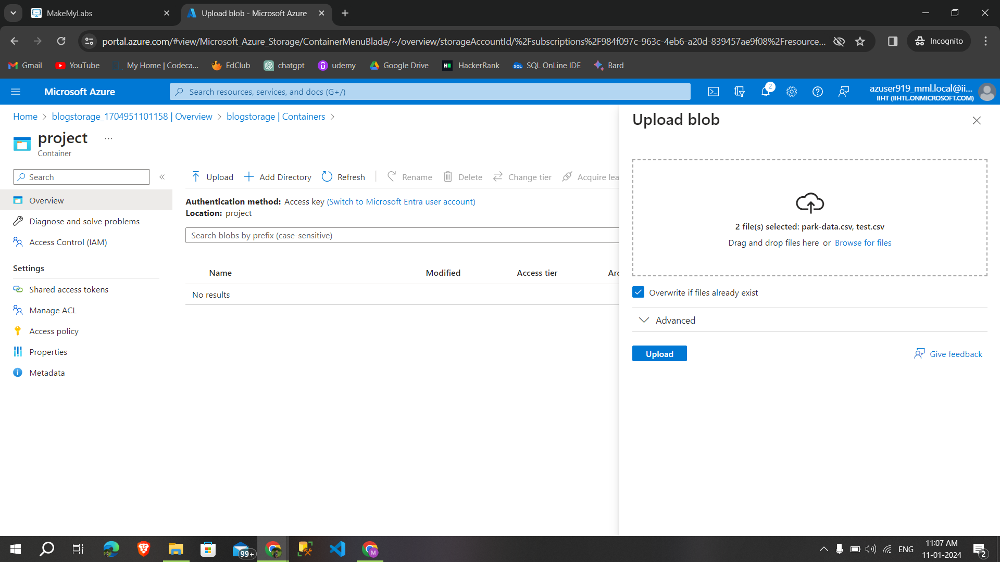 MakeMyLabs
Upload blob - Microsoft Azure
portal.azure.com/#view/Microsoft_Azure_Storage/ContainerMenuBlade/~/overview/storageAccountId/%2Fsubscriptions%2F984f097c-963c-4eb6-a20d-839457ae9f08%2Fresource...
Incognito
Gmail
YouTube
My Home | Codeca...
EdClub
chatgpt
udemy
Google Drive
HackerRank
SQL OnLine IDE
Bard
Microsoft Azure
Search resources, services, and docs (G+/)
2
azuser919_mml.local@ii...
IIHT (IIHTL.ONMICROSOFT.COM)
Home > blogstorage_1704951101158 | Overview > blogstorage | Containers >
project ...
Container
Search
«
Overview
Diagnose and solve problems
Access Control (IAM)
Settings
Shared access tokens
Manage ACL
Access policy
Properties
Metadata
Upload
Add Directory
Refresh
Rename
Delete
Change tier
Acquire lea
Authentication method: Access key (Switch to Microsoft Entra user account)
Location: project
Search blobs by prefix (case-sensitive)
Name Modified Access tier Arc
No results
Upload blob
2 file(s) selected: park-data.csv, test.csv
Drag and drop files here or Browse for files
Overwrite if files already exist
Advanced
Upload
Give feedback
99+
M
ENG
11:07 AM
11-01-2024
2